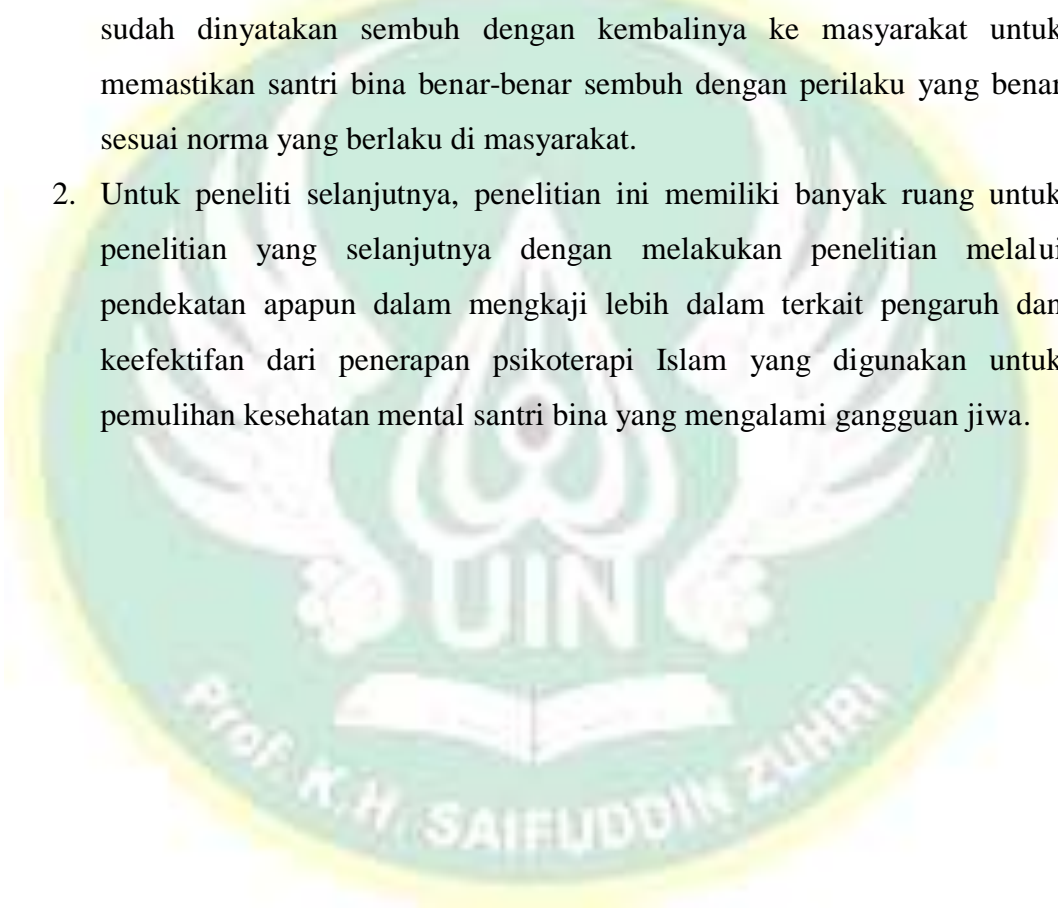 sudah dinyatakan sembuh dengan kembalinya ke masyarakat untuk
memastikan santri bina benar-benar sembuh dengan perilaku yang benar
sesuai norma yang berlaku di masyarakat.
2. Untuk peneliti selanjutnya, penelitian ini memiliki banyak ruang untuk
penelitian yang selanjutnya dengan melakukan penelitian melalui
pendekatan apapun dalam mengkaji lebih dalam terkait pengaruh dan
keefektifan dari penerapan psikoterapi Islam yang digunakan untuk
pemulihan kesehatan mental santri bina yang mengalami gangguan jiwa.
UIN
Prof. K.H. SAIFUDDIN ZUHRI